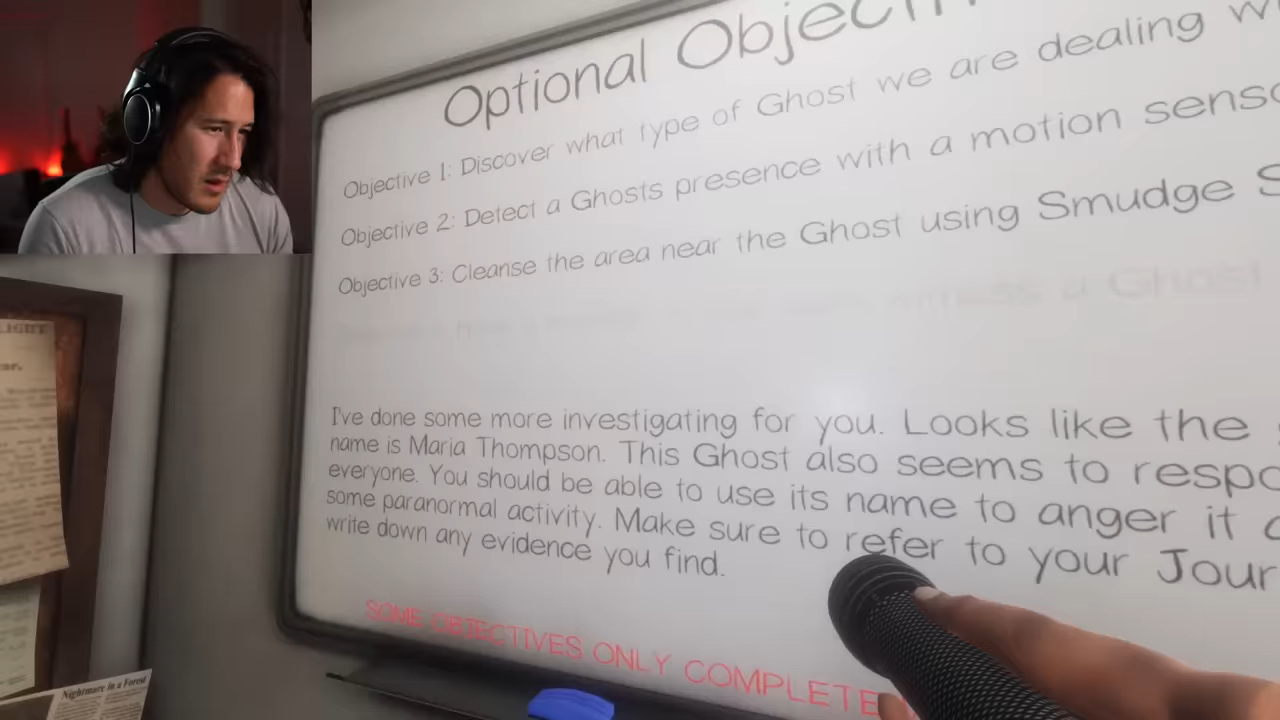 Optional
Objective 1: Discover what type of Ghost we are dealing
Objective 2: Detect a Ghosts presence with a motion
Objective 3: Cleanse the area near the Ghost using Smudge
a Ghost
I've done some more investigating for you. Looks like the
name is Maria Thompson. This Ghost also seems to
everyone. You should be able to use its name to anger it
some paranormal activity. Make sure to refer to your
write down any evidence you find.
SOME OBJECTIVES ONLY COMPLETE
Nightmare in a Forest